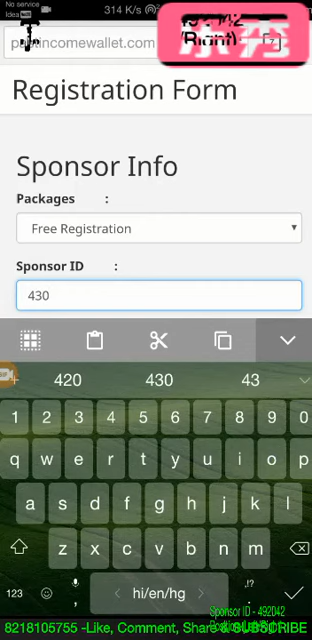 No service
Idea
314 K/s
(Right)
incomewallet.com
Registration Form
Sponsor Info
Packages :
Free Registration
Sponsor ID :
430
420 430 43
1 2 3 4 5 6 7 8 9 0
q w e r t y u i o p
a s d f g h j k l
z x c v b n m
123 hi/en/hg .!?
Sponsor ID - 492042
8218105755 -Like, Comment, Share & SUBSCRIBE